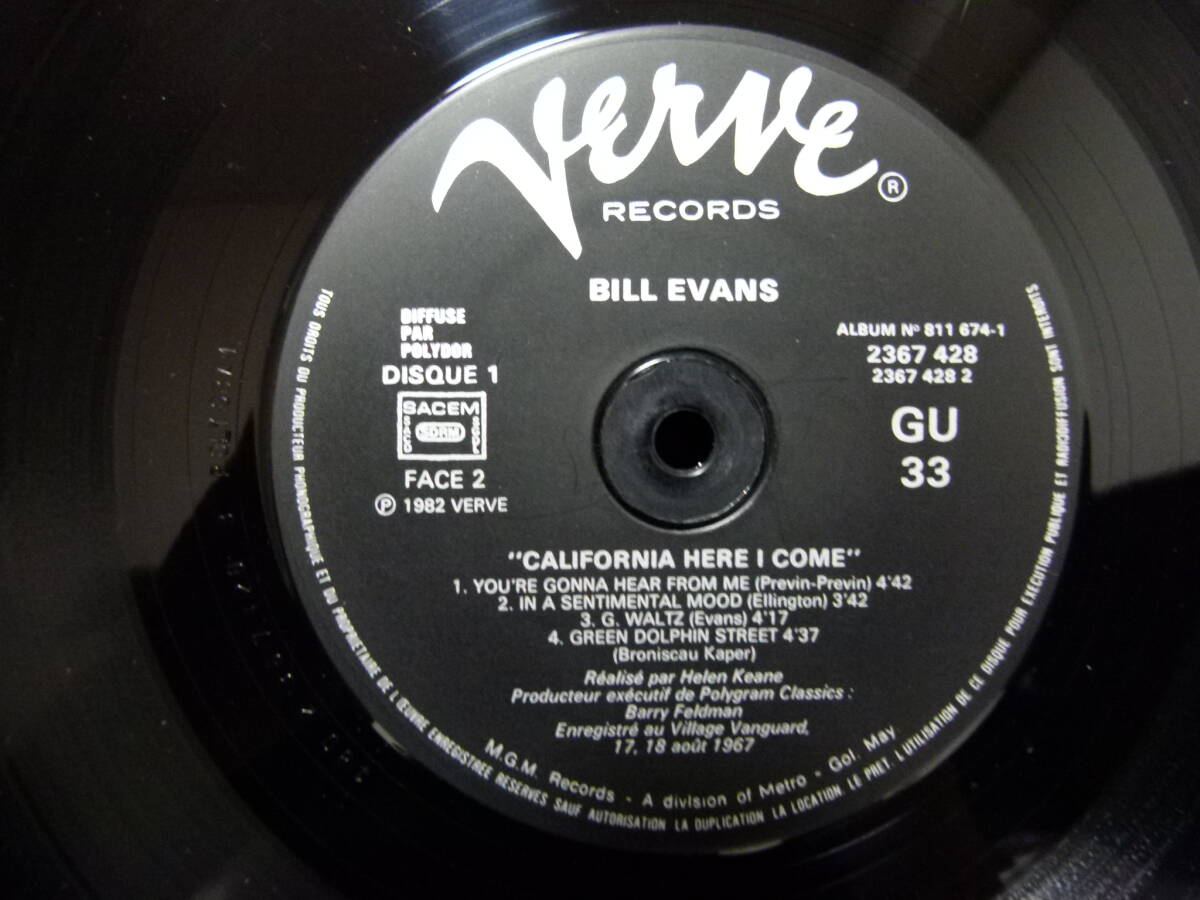 Verve ®
RECORDS
BILL EVANS
DIFFUSE
PAR
POLYDOR
DISQUE 1
SACEM
SACD
SDRM
SGDL
FACE 2
℗ 1982 VERVE
ALBUM Nº 811 674-1
2367 428
2367 428 2
GU
33
"CALIFORNIA HERE I COME"
1. YOU'RE GONNA HEAR FROM ME (Previn-Previn) 4'42
2. IN A SENTIMENTAL MOOD (Ellington) 3'42
3. G. WALTZ (Evans) 4'17
4. GREEN DOLPHIN STREET 4'37
(Broniscau Kaper)
Réalisé par Helen Keane
Producteur exécutif de Polygram Classics :
Barry Feldman
Enregistré au Village Vanguard,
17, 18 août 1967
M.G.M. Records - A division of Metro - Gol. May.
TOUS DROITS DU PRODUCTEUR PHONOGRAPHIQUE ET DU PROPRIETAIRE DE L'ŒUVRE ENREGISTREE RESERVES SAUF AUTORISATION LA DUPLICATION LA LOCATION LE PRET, L'UTILISATION DE CE DISQUE POUR EXECUTION PUBLIQUE ET RADIODIFFUSION SONT INTERDITS